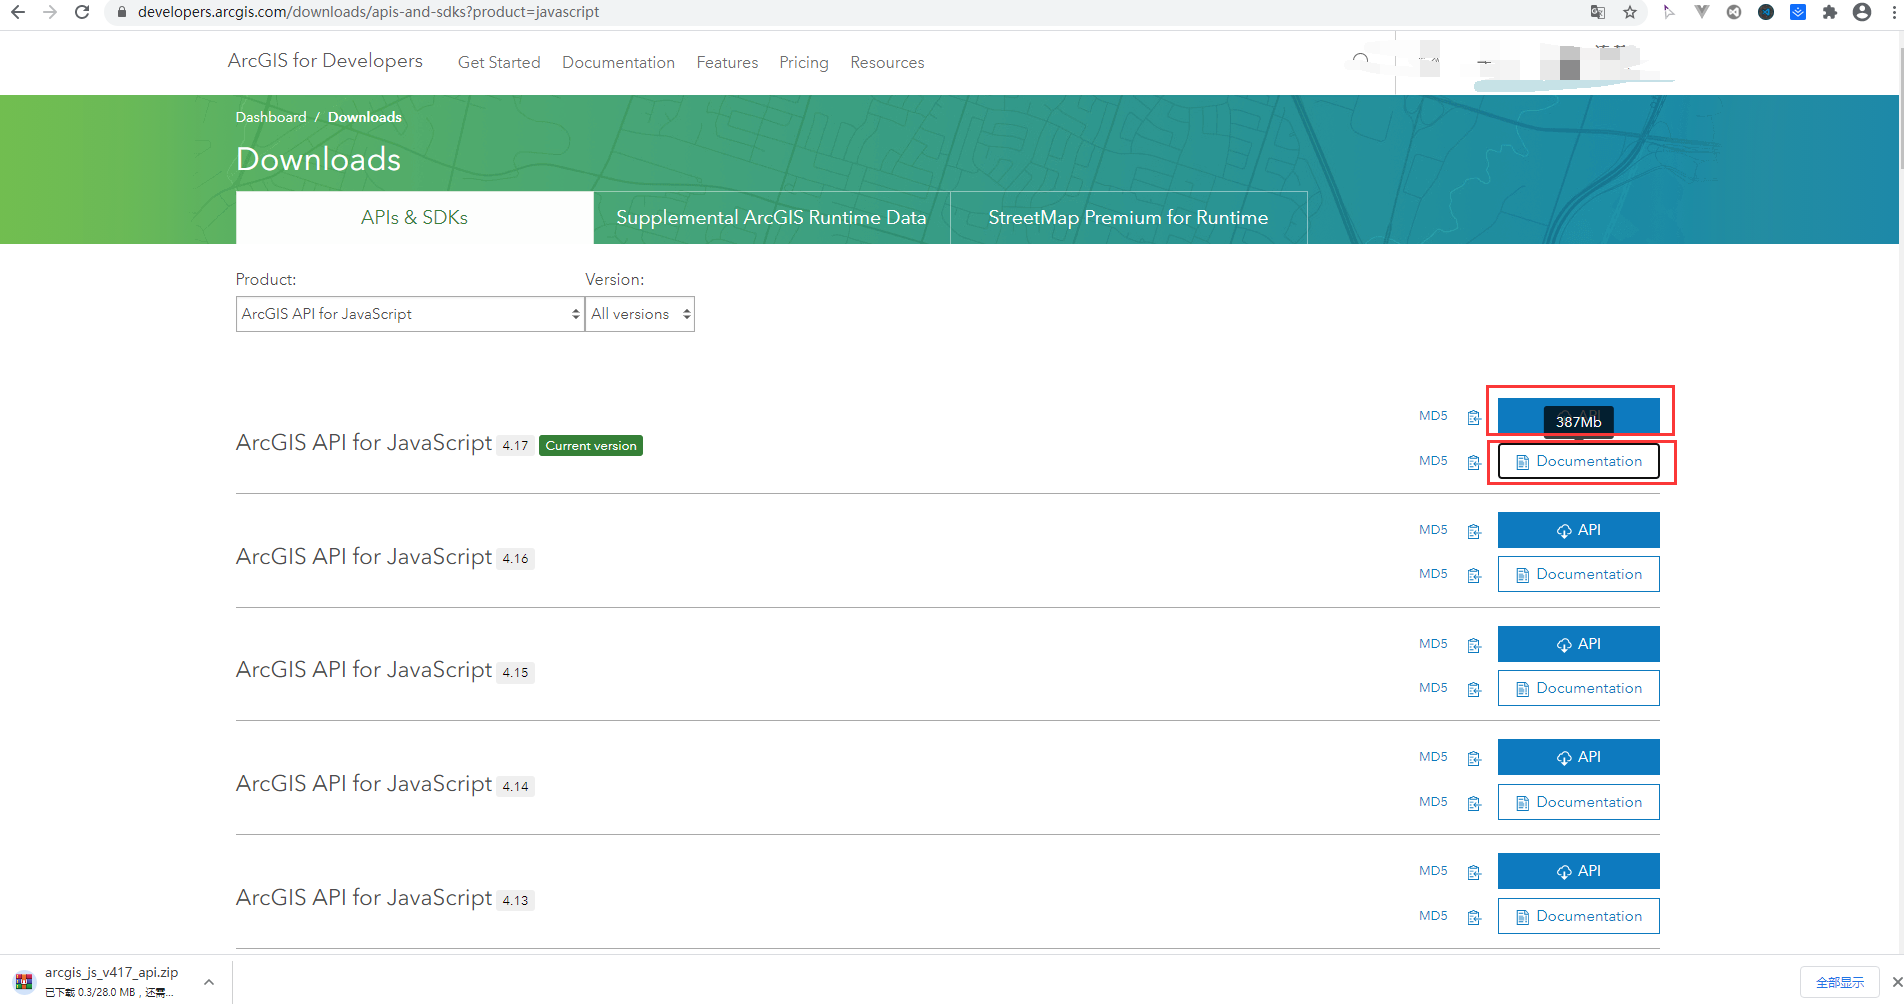 developers.arcgis.com/downloads/apis-and-sdks?product=javascript
ArcGIS for Developers Get Started Documentation Features Pricing Resources
Dashboard / Downloads
Downloads
APIs & SDKs Supplemental ArcGIS Runtime Data StreetMap Premium for Runtime
Product: Version:
ArcGIS API for JavaScript All versions
MD5
387Mb
ArcGIS API for JavaScript 4.17 Current version
MD5 Documentation
MD5 API
ArcGIS API for JavaScript 4.16
MD5 Documentation
MD5 API
ArcGIS API for JavaScript 4.15
MD5 Documentation
MD5 API
ArcGIS API for JavaScript 4.14
MD5 Documentation
MD5 API
ArcGIS API for JavaScript 4.13
MD5 Documentation
arcgis_js_v417_api.zip
已下载 0.3/28.0 MB，还需...
全部显示